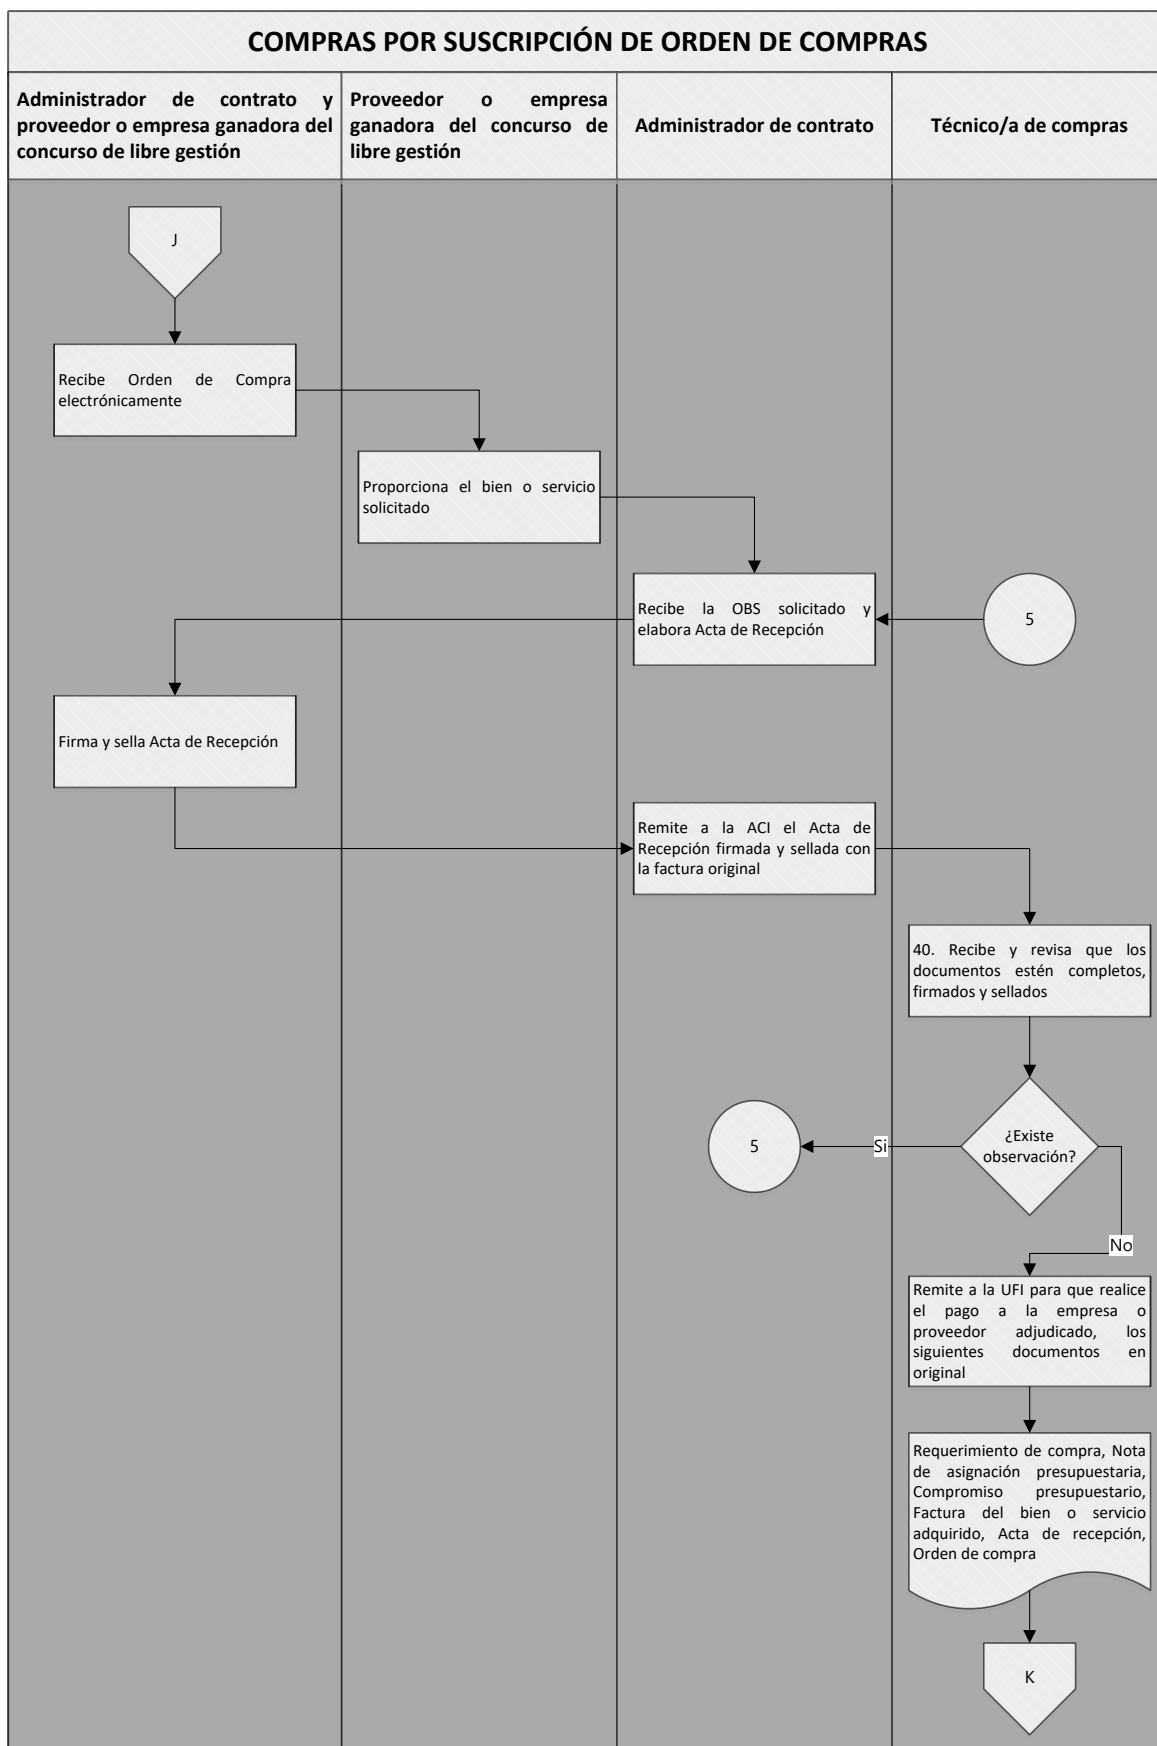 COMPRAS POR SUSCRIPCIÓN DE ORDEN DE COMPRAS
Administrador de contrato y
proveedor o empresa ganadora del
concurso de libre gestión
Proveedor o empresa
ganadora del concurso de
libre gestión
Administrador de contrato
Técnico/a de compras
J
Recibe Orden de Compra
electrónicamente
Proporciona el bien o servicio
solicitado
Recibe la OBS solicitado y
elabora Acta de Recepción
5
Firma y sella Acta de Recepción
Remite a la ACI el Acta de
Recepción firmada y sellada con
la factura original
40. Recibe y revisa que los
documentos estén completos,
firmados y sellados
¿Existe
observación?
Si
5
No
Remite a la UFI para que realice
el pago a la empresa o
proveedor adjudicado, los
siguientes documentos en
original
Requerimiento de compra, Nota
de asignación presupuestaria,
Compromiso presupuestario,
Factura del bien o servicio
adquirido, Acta de recepción,
Orden de compra
K